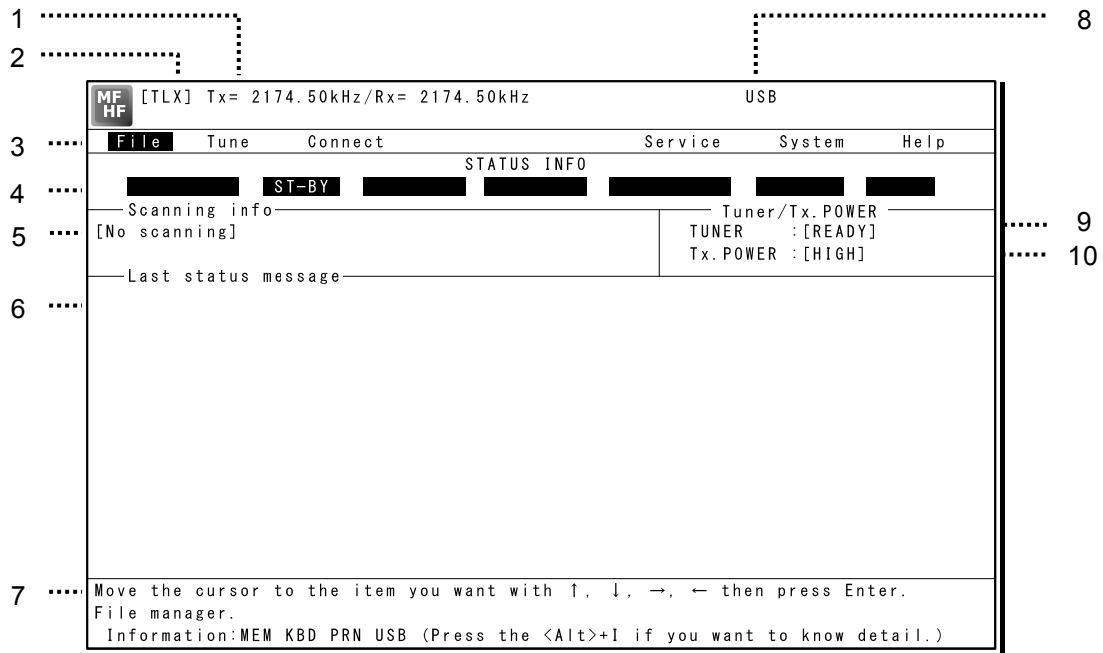 1
8
2
MF
HF
[TLX] Tx= 2174.50kHz/Rx= 2174.50kHz USB
3
File Tune Connect Service System Help
STATUS INFO
4
ST-BY
Scanning info Tuner/Tx.POWER
5
[No scanning] TUNER :[READY]
9
Tx.POWER :[HIGH]
10
Last status message
6
7
Move the cursor to the item you want with ↑, ↓, →, ← then press Enter.
File manager.
Information:MEM KBD PRN USB (Press the <Alt>+I if you want to know detail.)